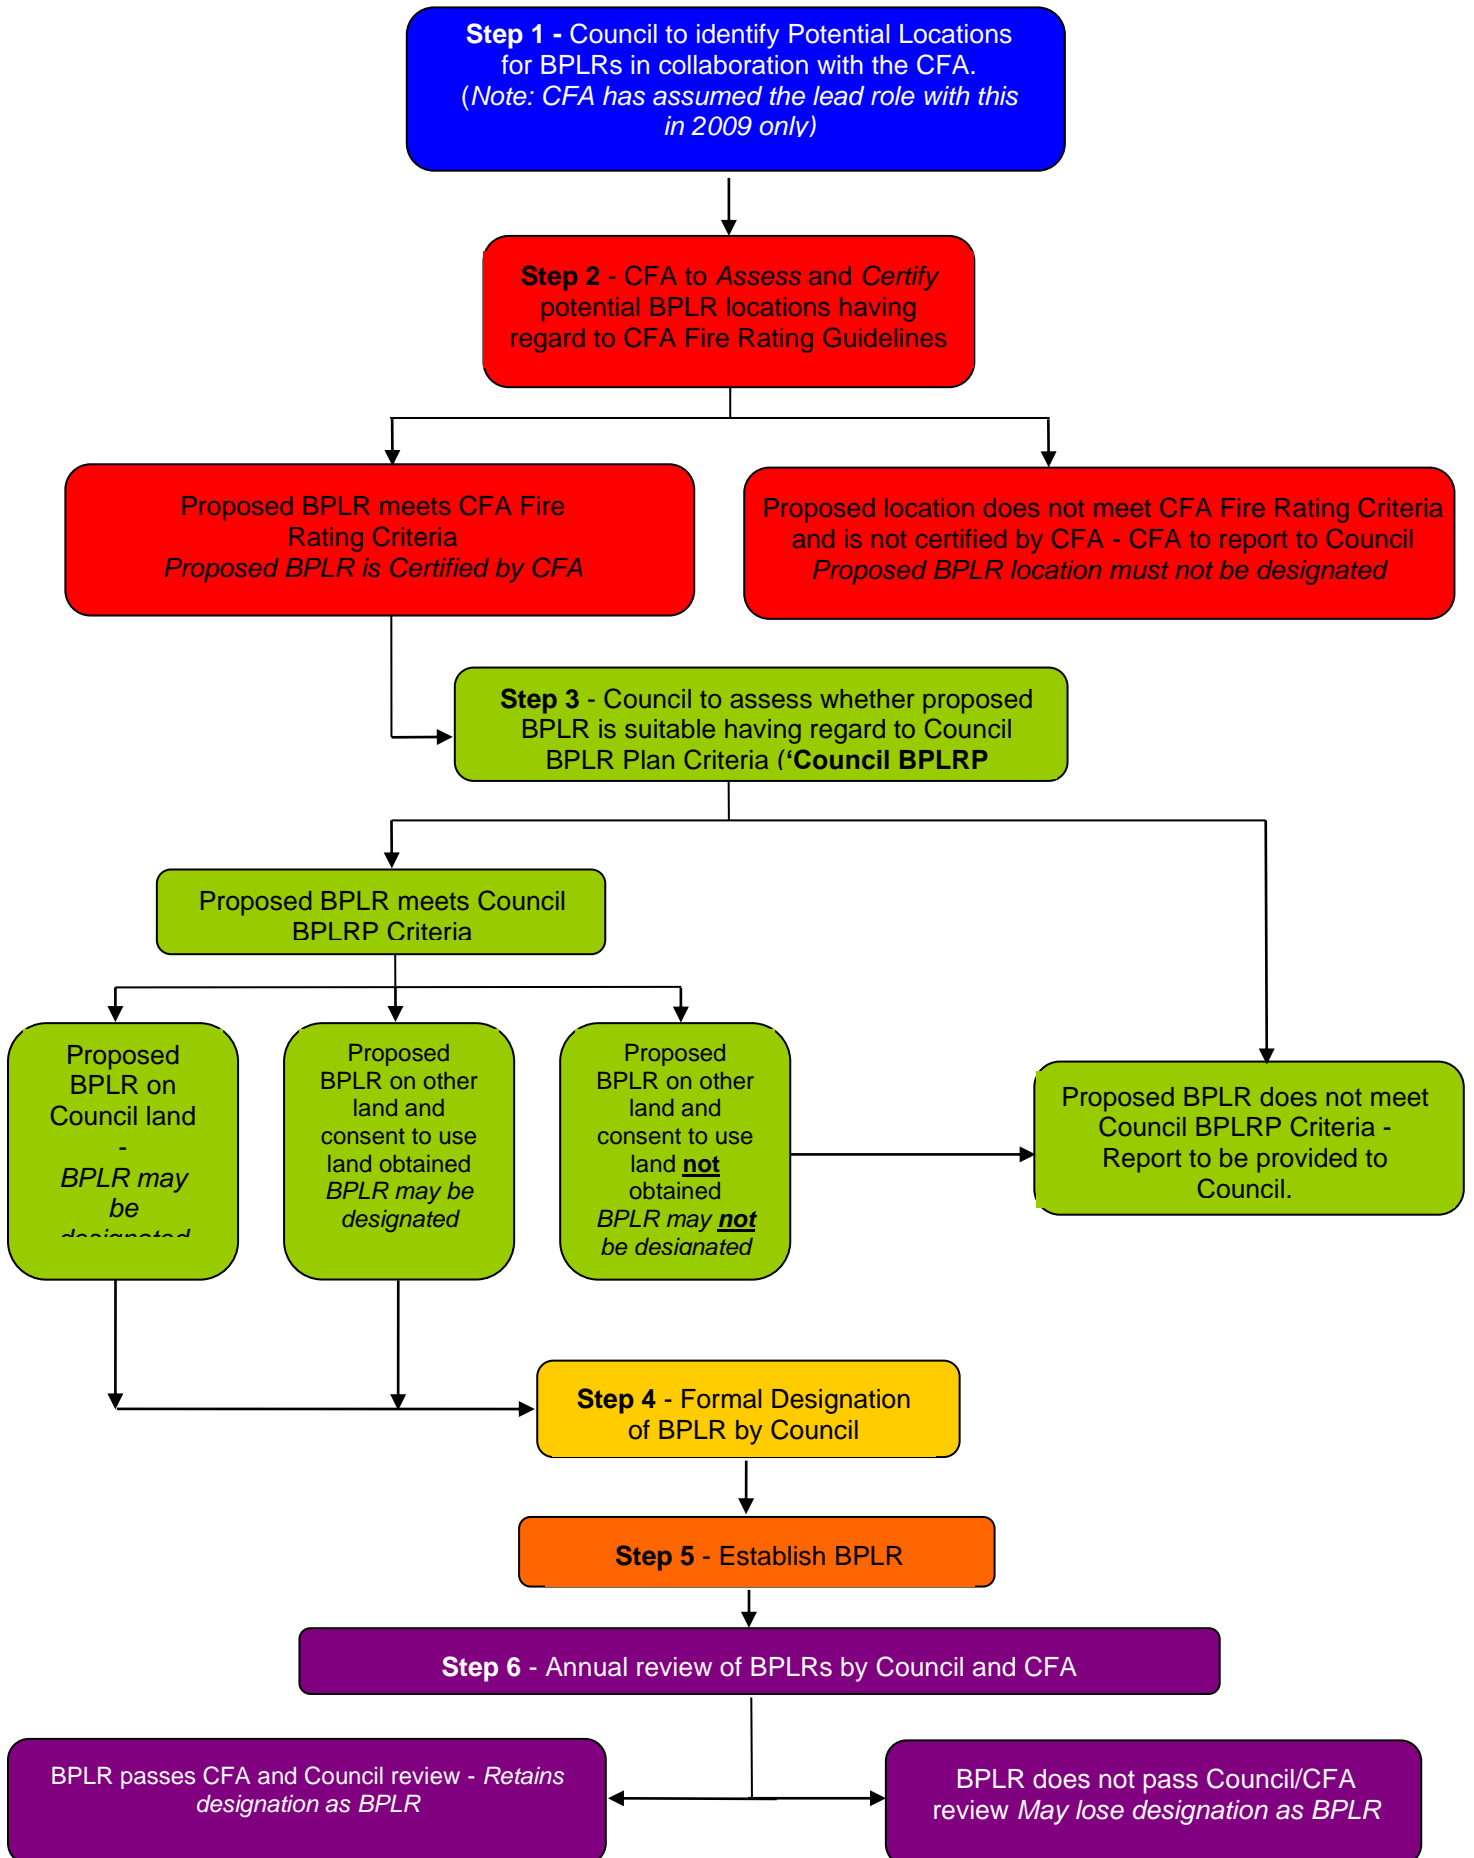 Step 1 - Council to identify Potential Locations
for BPLRs in collaboration with the CFA.
(Note: CFA has assumed the lead role with this
in 2009 only)
Step 2 - CFA to Assess and Certify
potential BPLR locations having
regard to CFA Fire Rating Guidelines
Proposed BPLR meets CFA Fire
Rating Criteria
Proposed BPLR is Certified by CFA
Proposed location does not meet CFA Fire Rating Criteria
and is not certified by CFA - CFA to report to Council
Proposed BPLR location must not be designated
Step 3 - Council to assess whether proposed
BPLR is suitable having regard to Council
BPLR Plan Criteria (‘Council BPLRP
Proposed BPLR meets Council
BPLRP Criteria
Proposed
BPLR on
Council land
-
BPLR may
be
designated
Proposed
BPLR on other
land and
consent to use
land obtained
BPLR may be
designated
Proposed
BPLR on other
land and
consent to use
land not
obtained
BPLR may not
be designated
Proposed BPLR does not meet
Council BPLRP Criteria -
Report to be provided to
Council.
Step 4 - Formal Designation
of BPLR by Council
Step 5 - Establish BPLR
Step 6 - Annual review of BPLRs by Council and CFA
BPLR passes CFA and Council review - Retains
designation as BPLR
BPLR does not pass Council/CFA
review May lose designation as BPLR